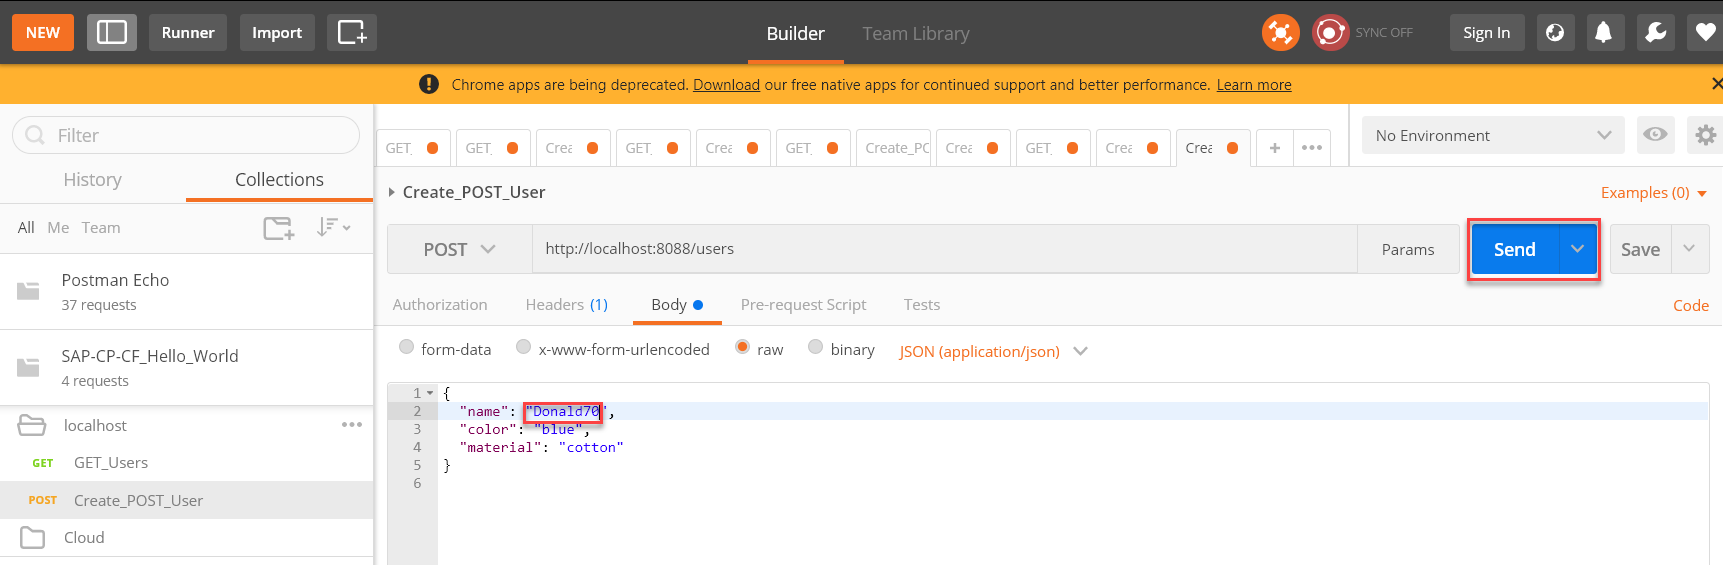 NEW Runner Import Builder Team Library SYNC OFF Sign In
Chrome apps are being deprecated. Download our free native apps for continued support and better performance. Learn more
Filter
GET Crea GET Crea GET Create_PO Crea GET Crea Crea
No Environment
History Collections
Create_POST_User
Examples (0)
All Me Team
POST http://localhost:8088/users Params Send Save
Postman Echo
37 requests
Authorization Headers (1) Body Pre-request Script Tests Code
SAP-CP-CF_Hello_World
4 requests
form-data x-www-form-urlencoded raw binary JSON (application/json)
localhost
GET GET_Users
POST Create_POST_User
Cloud
1 {
2 "name": "Donald70",
3 "color": "blue",
4 "material": "cotton"
5 }
6